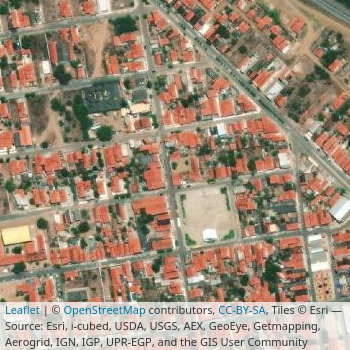 Leaflet | © OpenStreetMap contributors, CC-BY-SA, Tiles © Esri —
Source: Esri, i-cubed, USDA, USGS, AEX, GeoEye, Getmapping,
Aerogrid, IGN, IGP, UPR-EGP, and the GIS User Community